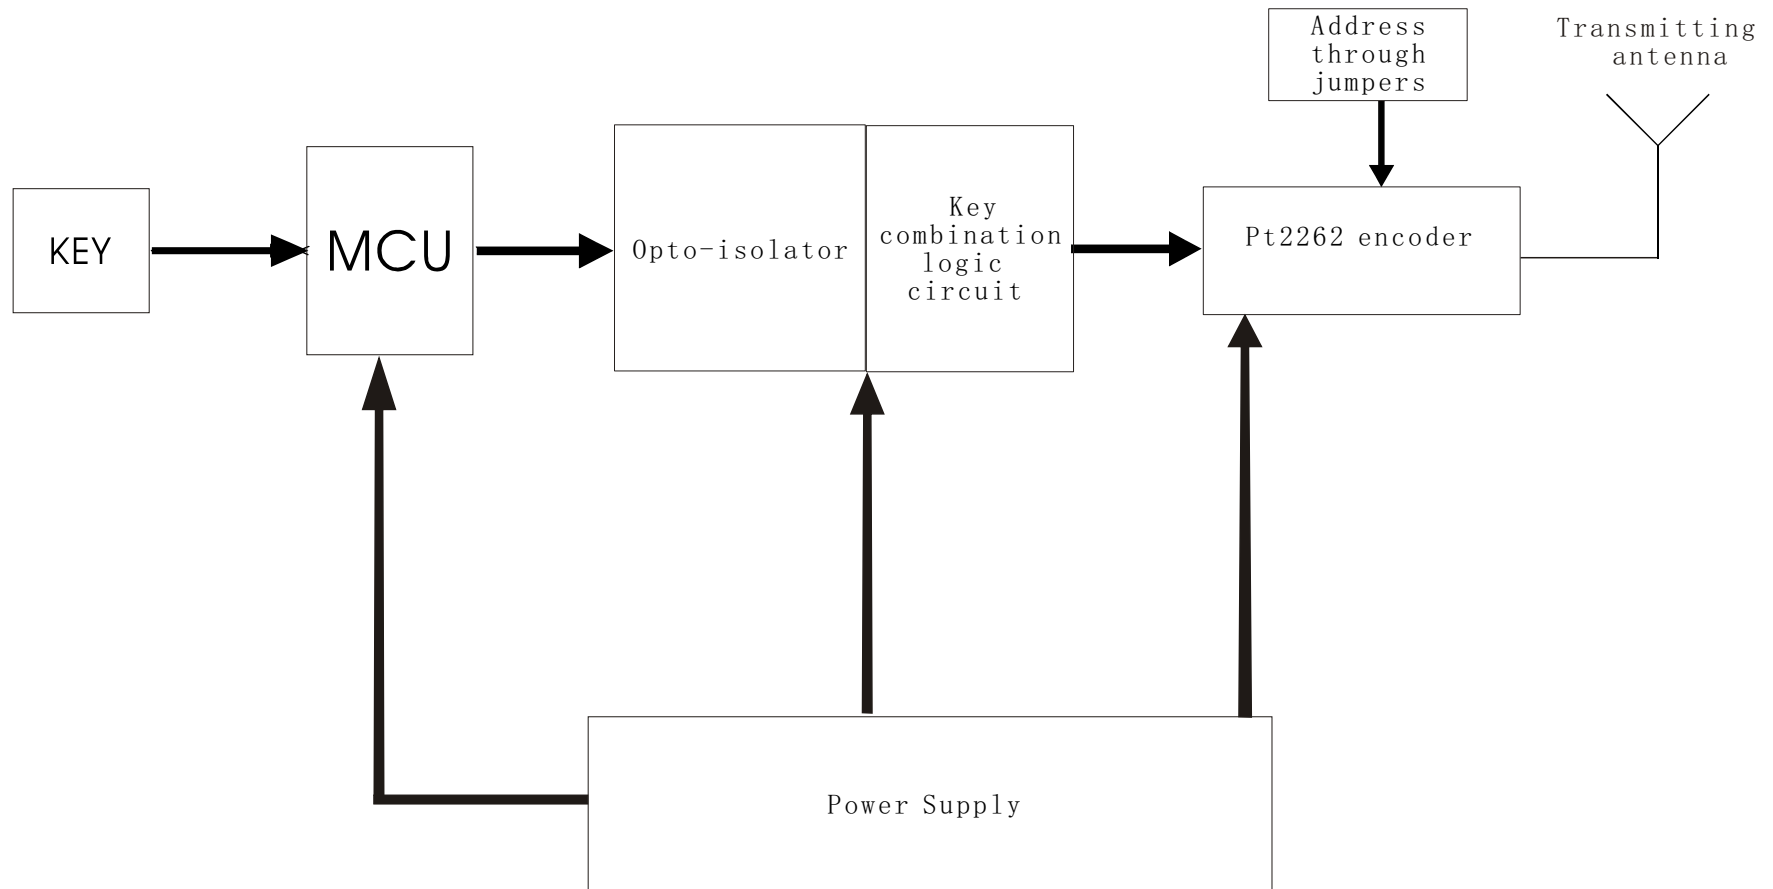 Address
through
jumpers
Transmitting
antenna
KEY
MCU
Opto-isolator
Key
combination
logic
circuit
Pt2262 encoder
Power Supply